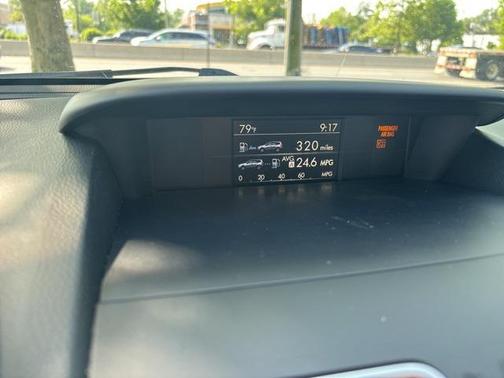 79°F 9:17
320 miles
AVG A 24.6 MPG
0 20 40 60 MPG
PASSENGER
AIR BAG